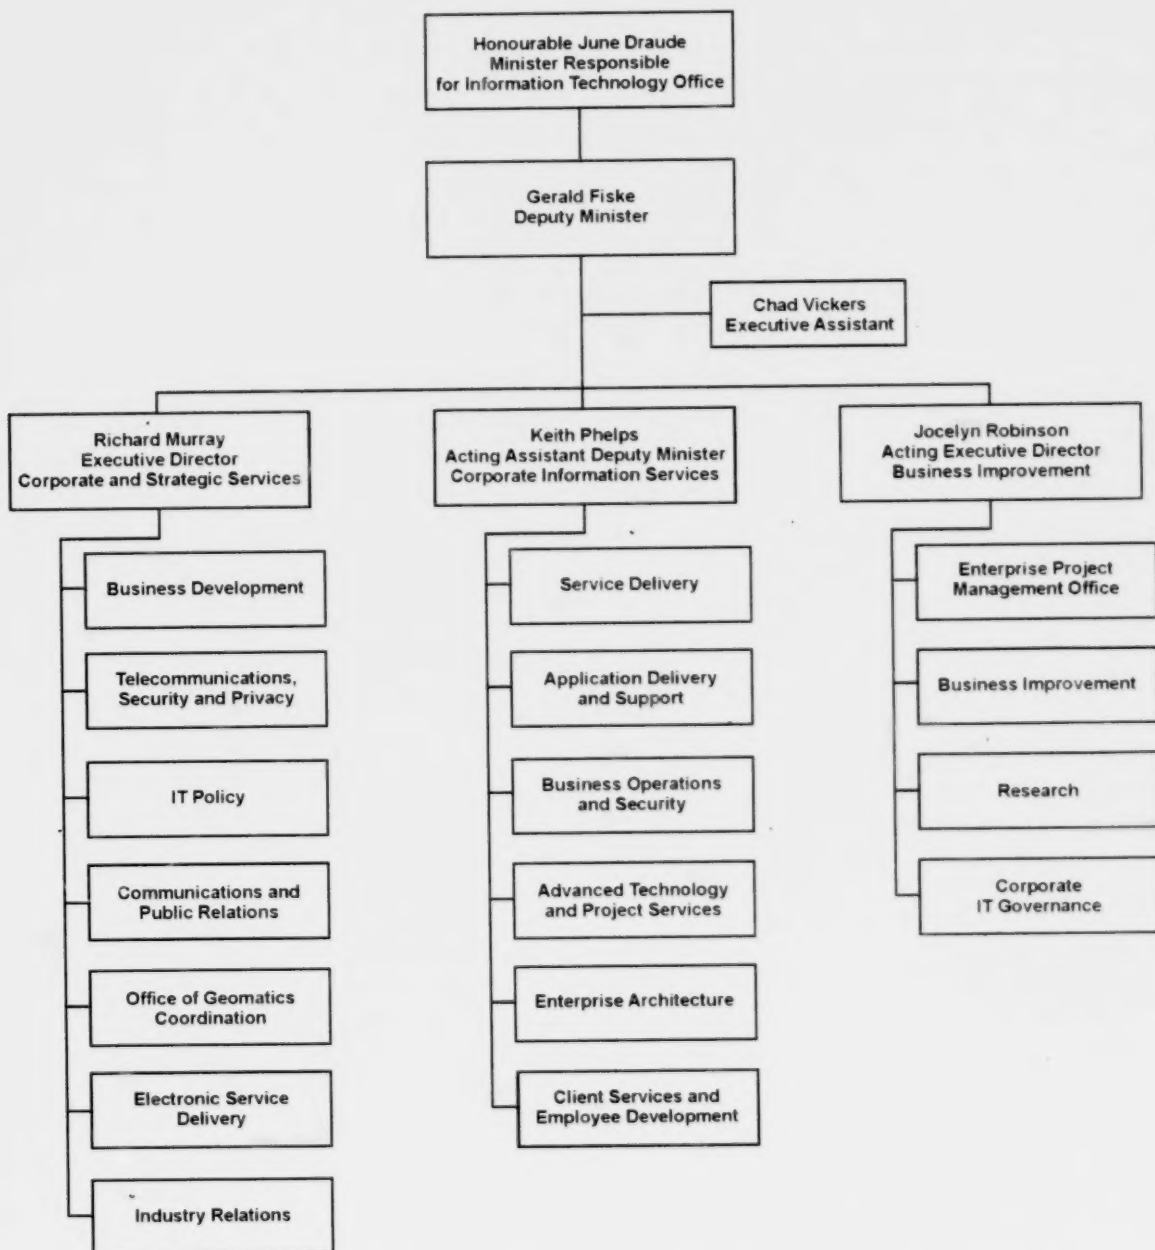 Honourable June Draude
Minister Responsible
for Information Technology Office
Gerald Fiske
Deputy Minister
Chad Vickers
Executive Assistant
Richard Murray
Executive Director
Corporate and Strategic Services
Keith Phelps
Acting Assistant Deputy Minister
Corporate Information Services
Jocelyn Robinson
Acting Executive Director
Business Improvement
Business Development
Telecommunications,
Security and Privacy
IT Policy
Communications and
Public Relations
Office of Geomatics
Coordination
Electronic Service
Delivery
Industry Relations
Service Delivery
Application Delivery
and Support
Business Operations
and Security
Advanced Technology
and Project Services
Enterprise Architecture
Client Services and
Employee Development
Enterprise Project
Management Office
Business Improvement
Research
Corporate
IT Governance